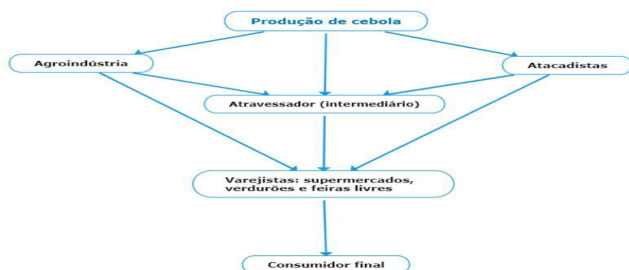 Produção de cebola
Agroindústria
Atacadistas
Atravessador (intermediário)
Varejistas: supermercados,
verdurões e feiras livres
Consumidor final